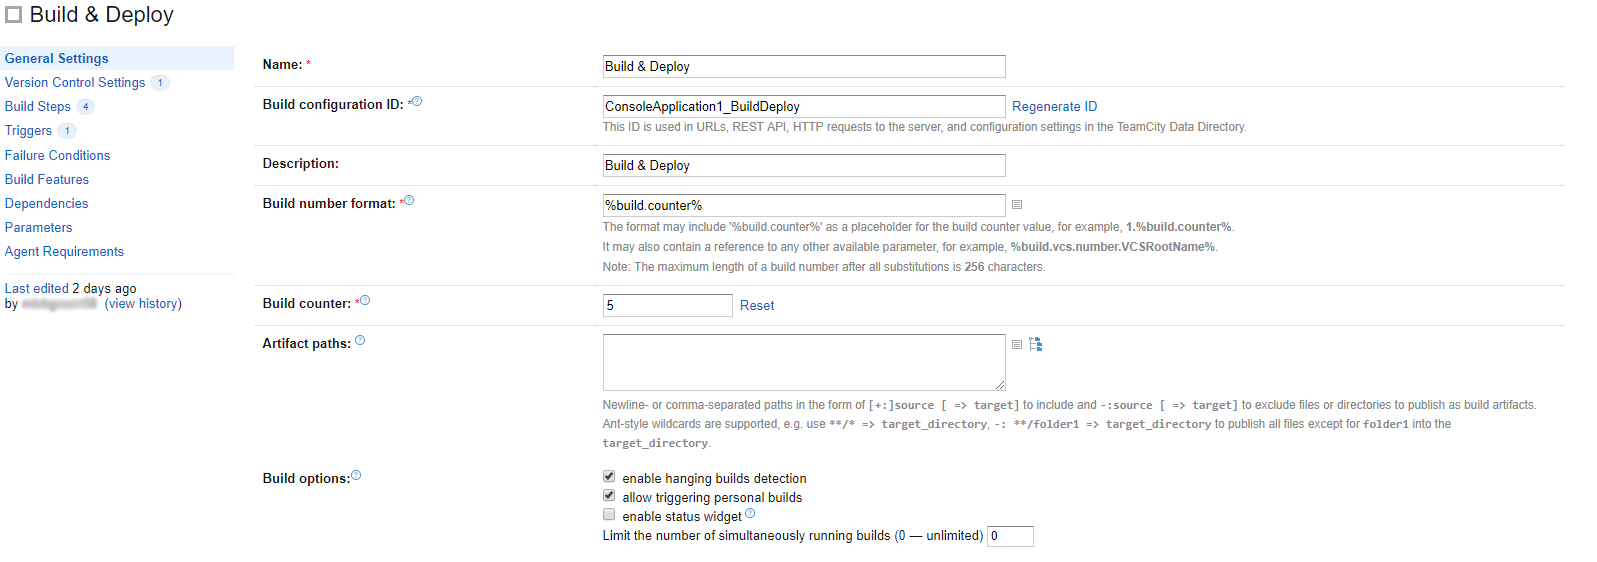 Build & Deploy
General Settings
Version Control Settings 1
Build Steps 4
Triggers 1
Failure Conditions
Build Features
Dependencies
Parameters
Agent Requirements
Last edited 2 days ago
by (view history)
Name: *
Build & Deploy
Build configuration ID: *?
ConsoleApplication1_BuildDeploy Regenerate ID
This ID is used in URLs, REST API, HTTP requests to the server, and configuration settings in the TeamCity Data Directory.
Description:
Build & Deploy
Build number format: *?
%build.counter%
The format may include '%build.counter%' as a placeholder for the build counter value, for example, 1.%build.counter%.
It may also contain a reference to any other available parameter, for example, %build.vcs.number.VCSRootName%.
Note: The maximum length of a build number after all substitutions is 256 characters.
Build counter: *?
5 Reset
Artifact paths: ?
Newline- or comma-separated paths in the form of [+:]source [ => target] to include and -:source [ => target] to exclude files or directories to publish as build artifacts.
Ant-style wildcards are supported, e.g. use **/* => target_directory, -: **/folder1 => target_directory to publish all files except for folder1 into the
target_directory.
Build options:?
enable hanging builds detection
allow triggering personal builds
enable status widget ?
Limit the number of simultaneously running builds (0 — unlimited) 0